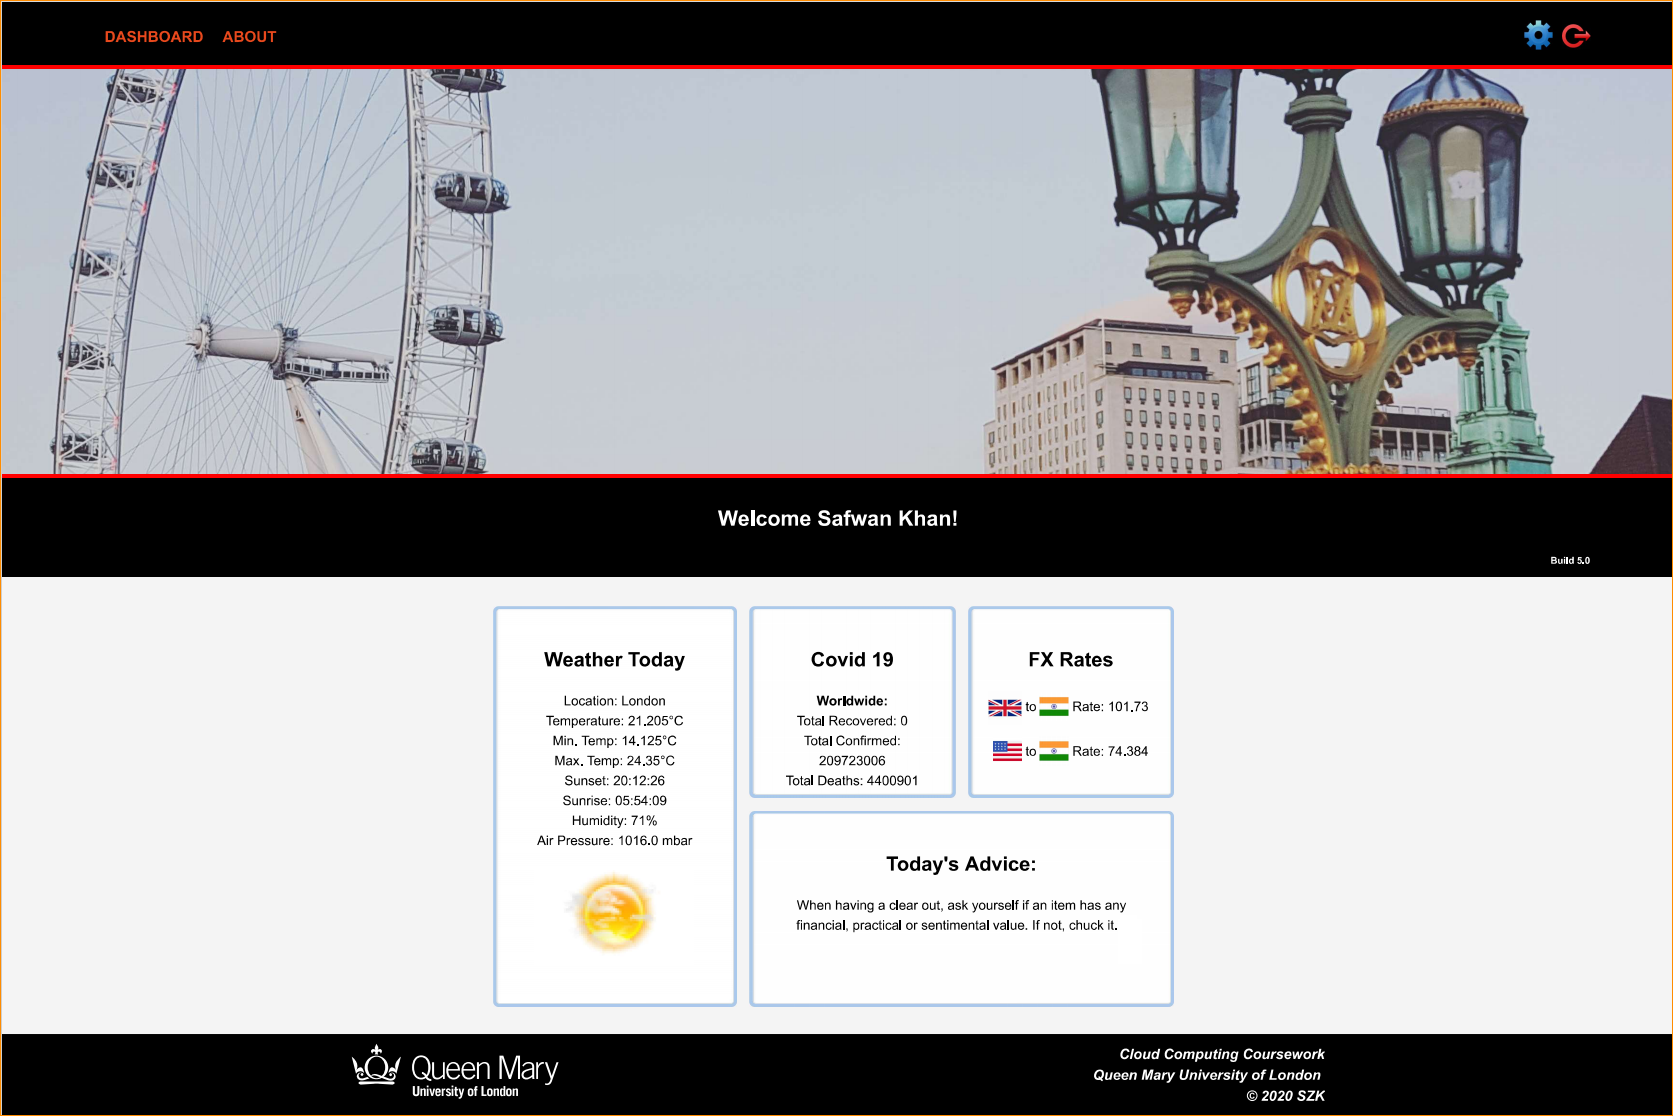 DASHBOARD ABOUT
Welcome Safwan Khan!
Build 5.0
Weather Today
Location: London
Temperature: 21.205°C
Min. Temp: 14.125°C
Max. Temp: 24.35°C
Sunset: 20:12:26
Sunrise: 05:54:09
Humidity: 71%
Air Pressure: 1016.0 mbar
Covid 19
Worldwide:
Total Recovered: 0
Total Confirmed:
209723006
Total Deaths: 4400901
FX Rates
to Rate: 101.73
to Rate: 74.384
Today's Advice:
When having a clear out, ask yourself if an item has any
financial, practical or sentimental value. If not, chuck it.
Queen Mary
University of London
Cloud Computing Coursework
Queen Mary University of London
© 2020 SZK